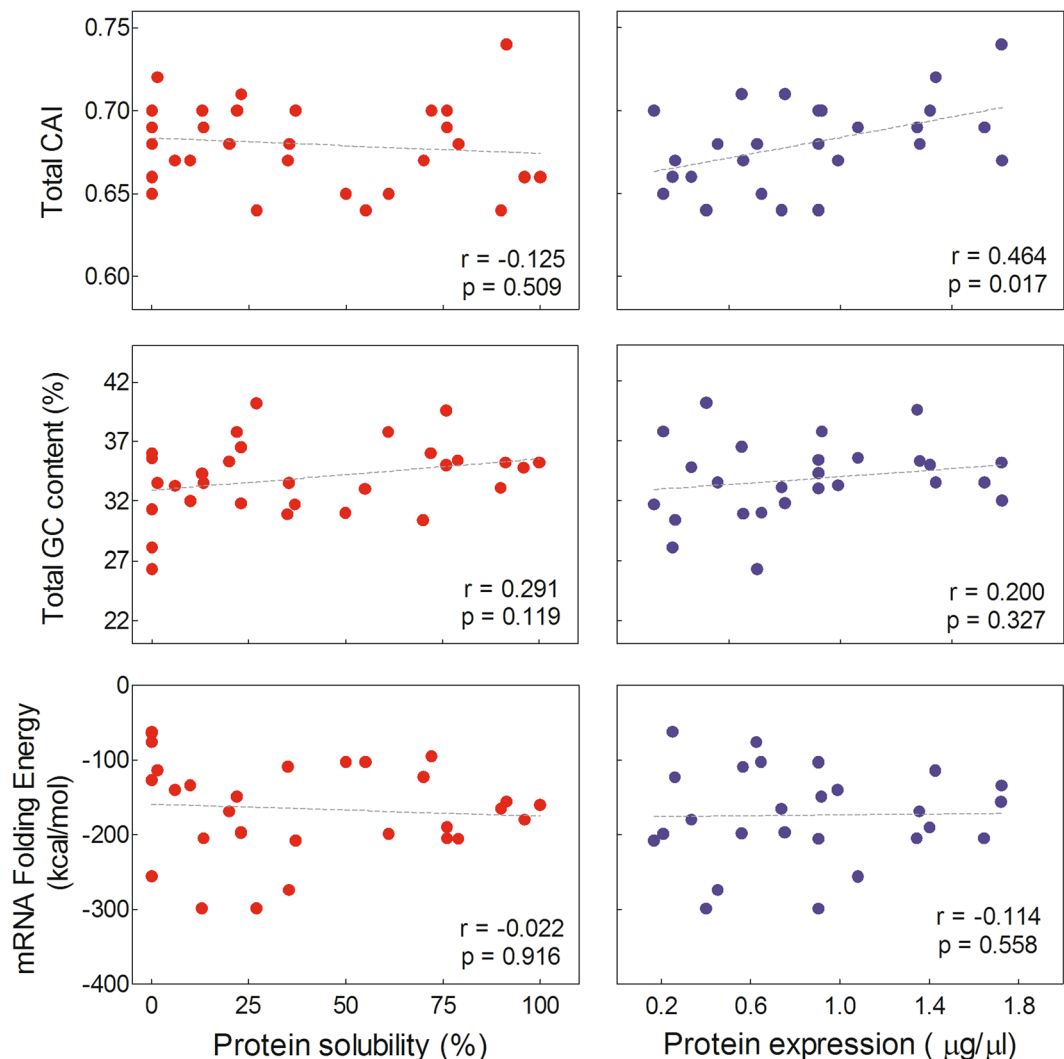 Total CAI
0.75
0.70
0.65
0.60
r = -0.125
p = 0.509
r = 0.464
p = 0.017
Total GC content (%)
42
37
32
27
22
r = 0.291
p = 0.119
r = 0.200
p = 0.327
mRNA Folding Energy
(kcal/mol)
0
-100
-200
-300
-400
r = -0.022
p = 0.916
r = -0.114
p = 0.558
0 25 50 75 100
0.2 0.6 1.0 1.4 1.8
Protein solubility (%)
Protein expression ( µg/µl)